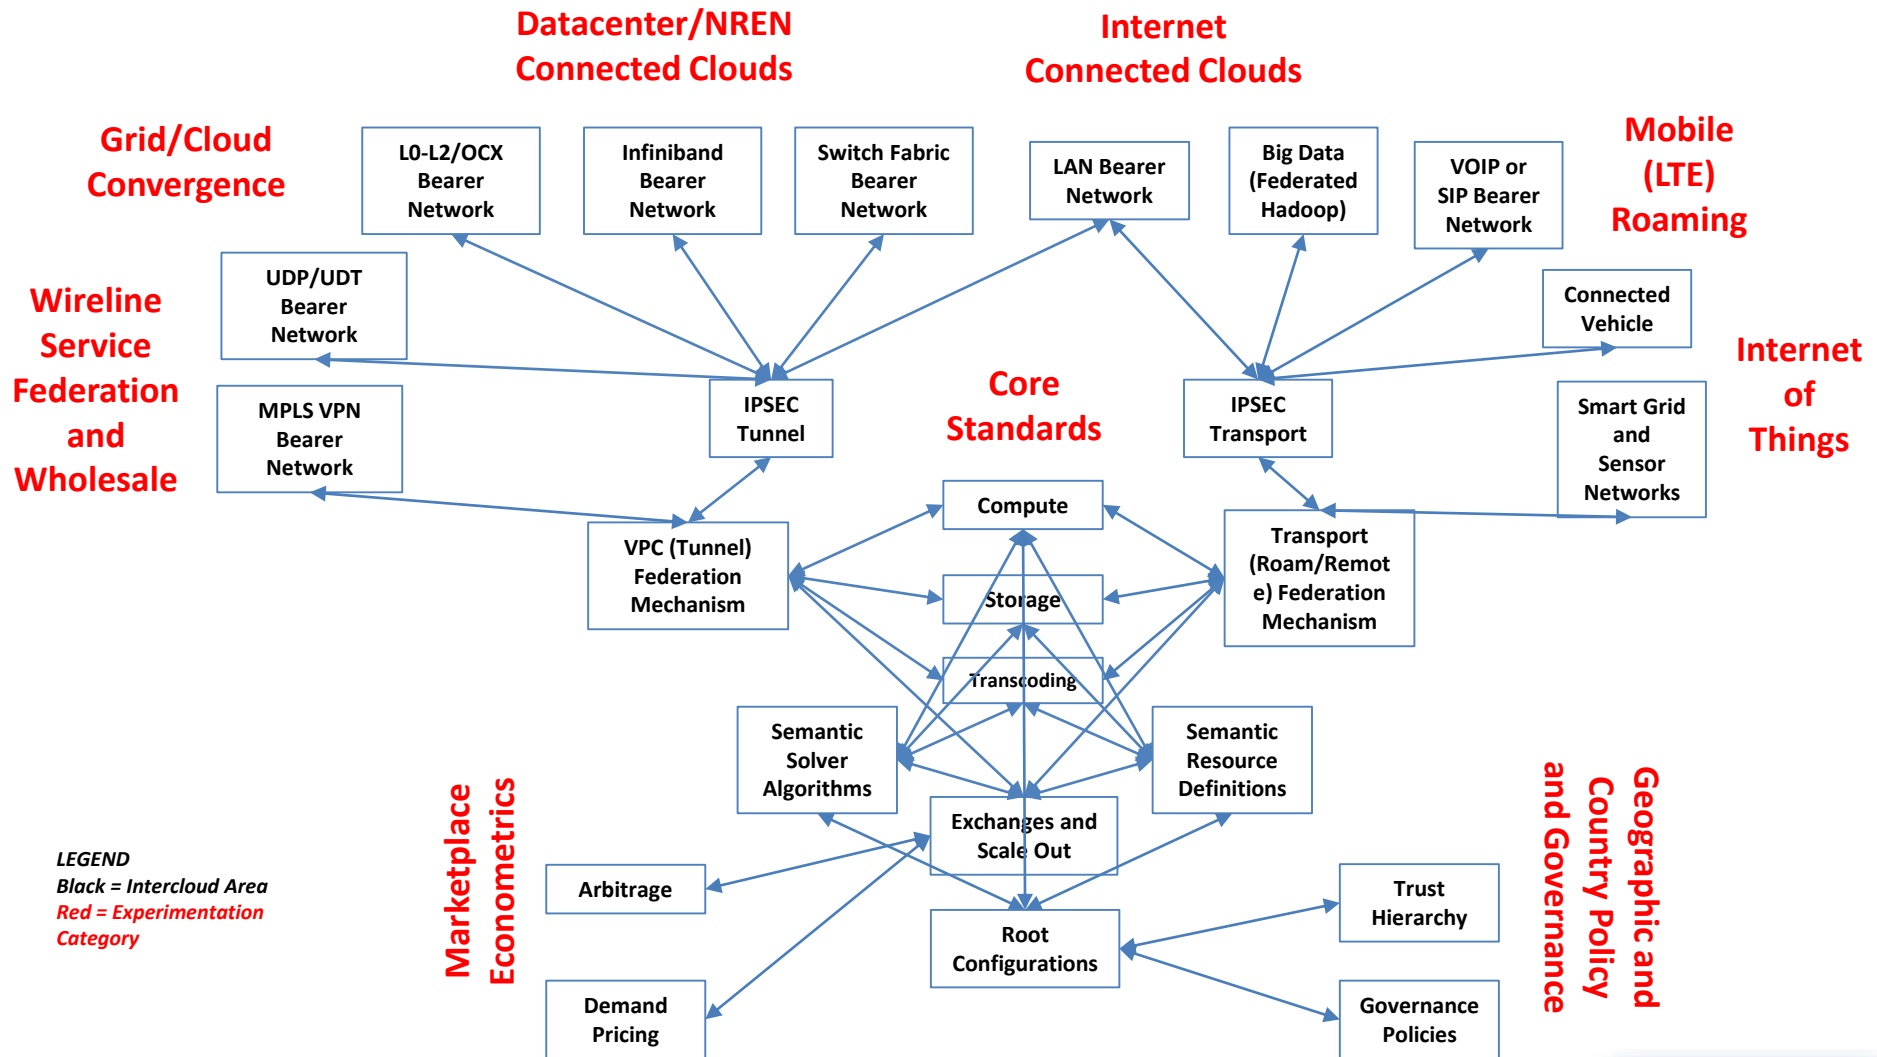 Datacenter/NREN
Connected Clouds
Internet
Connected Clouds
Grid/Cloud
Convergence
L0-L2/OCX
Bearer
Network
Infiniband
Bearer
Network
Switch Fabric
Bearer
Network
LAN Bearer
Network
Big Data
(Federated
Hadoop)
VOIP or
SIP Bearer
Network
Mobile
(LTE)
Roaming
Wireline
Service
Federation
and
Wholesale
UDP/UDT
Bearer
Network
Connected
Vehicle
Internet
of
Things
MPLS VPN
Bearer
Network
IPSEC
Tunnel
Core
Standards
IPSEC
Transport
Smart Grid
and
Sensor
Networks
VPC (Tunnel)
Federation
Mechanism
Compute
Storage
Transcoding
Transport
(Roam/Remot
e) Federation
Mechanism
Semantic
Solver
Algorithms
Semantic
Resource
Definitions
Marketplace
Econometrics
Exchanges and
Scale Out
Geographic and
Country Policy
and Governance
LEGEND
Black = Intercloud Area
Red = Experimentation
Category
Arbitrage
Root
Configurations
Trust
Hierarchy
Demand
Pricing
Governance
Policies